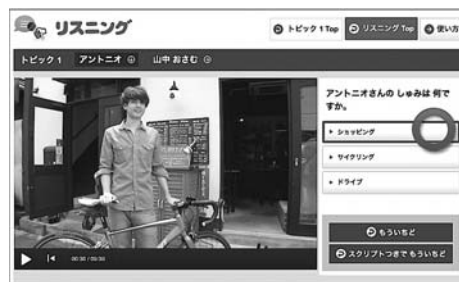 リスニング
トピック 1 Top
リスニング Top
使い方
トピック 1
アントニオ
山中 おさむ
アントニオさんの しゅみは 何で
すか。
ショッピング
サイクリング
ドライブ
もういちど
スクリプトつきで もういちど
00:30 / 00:30